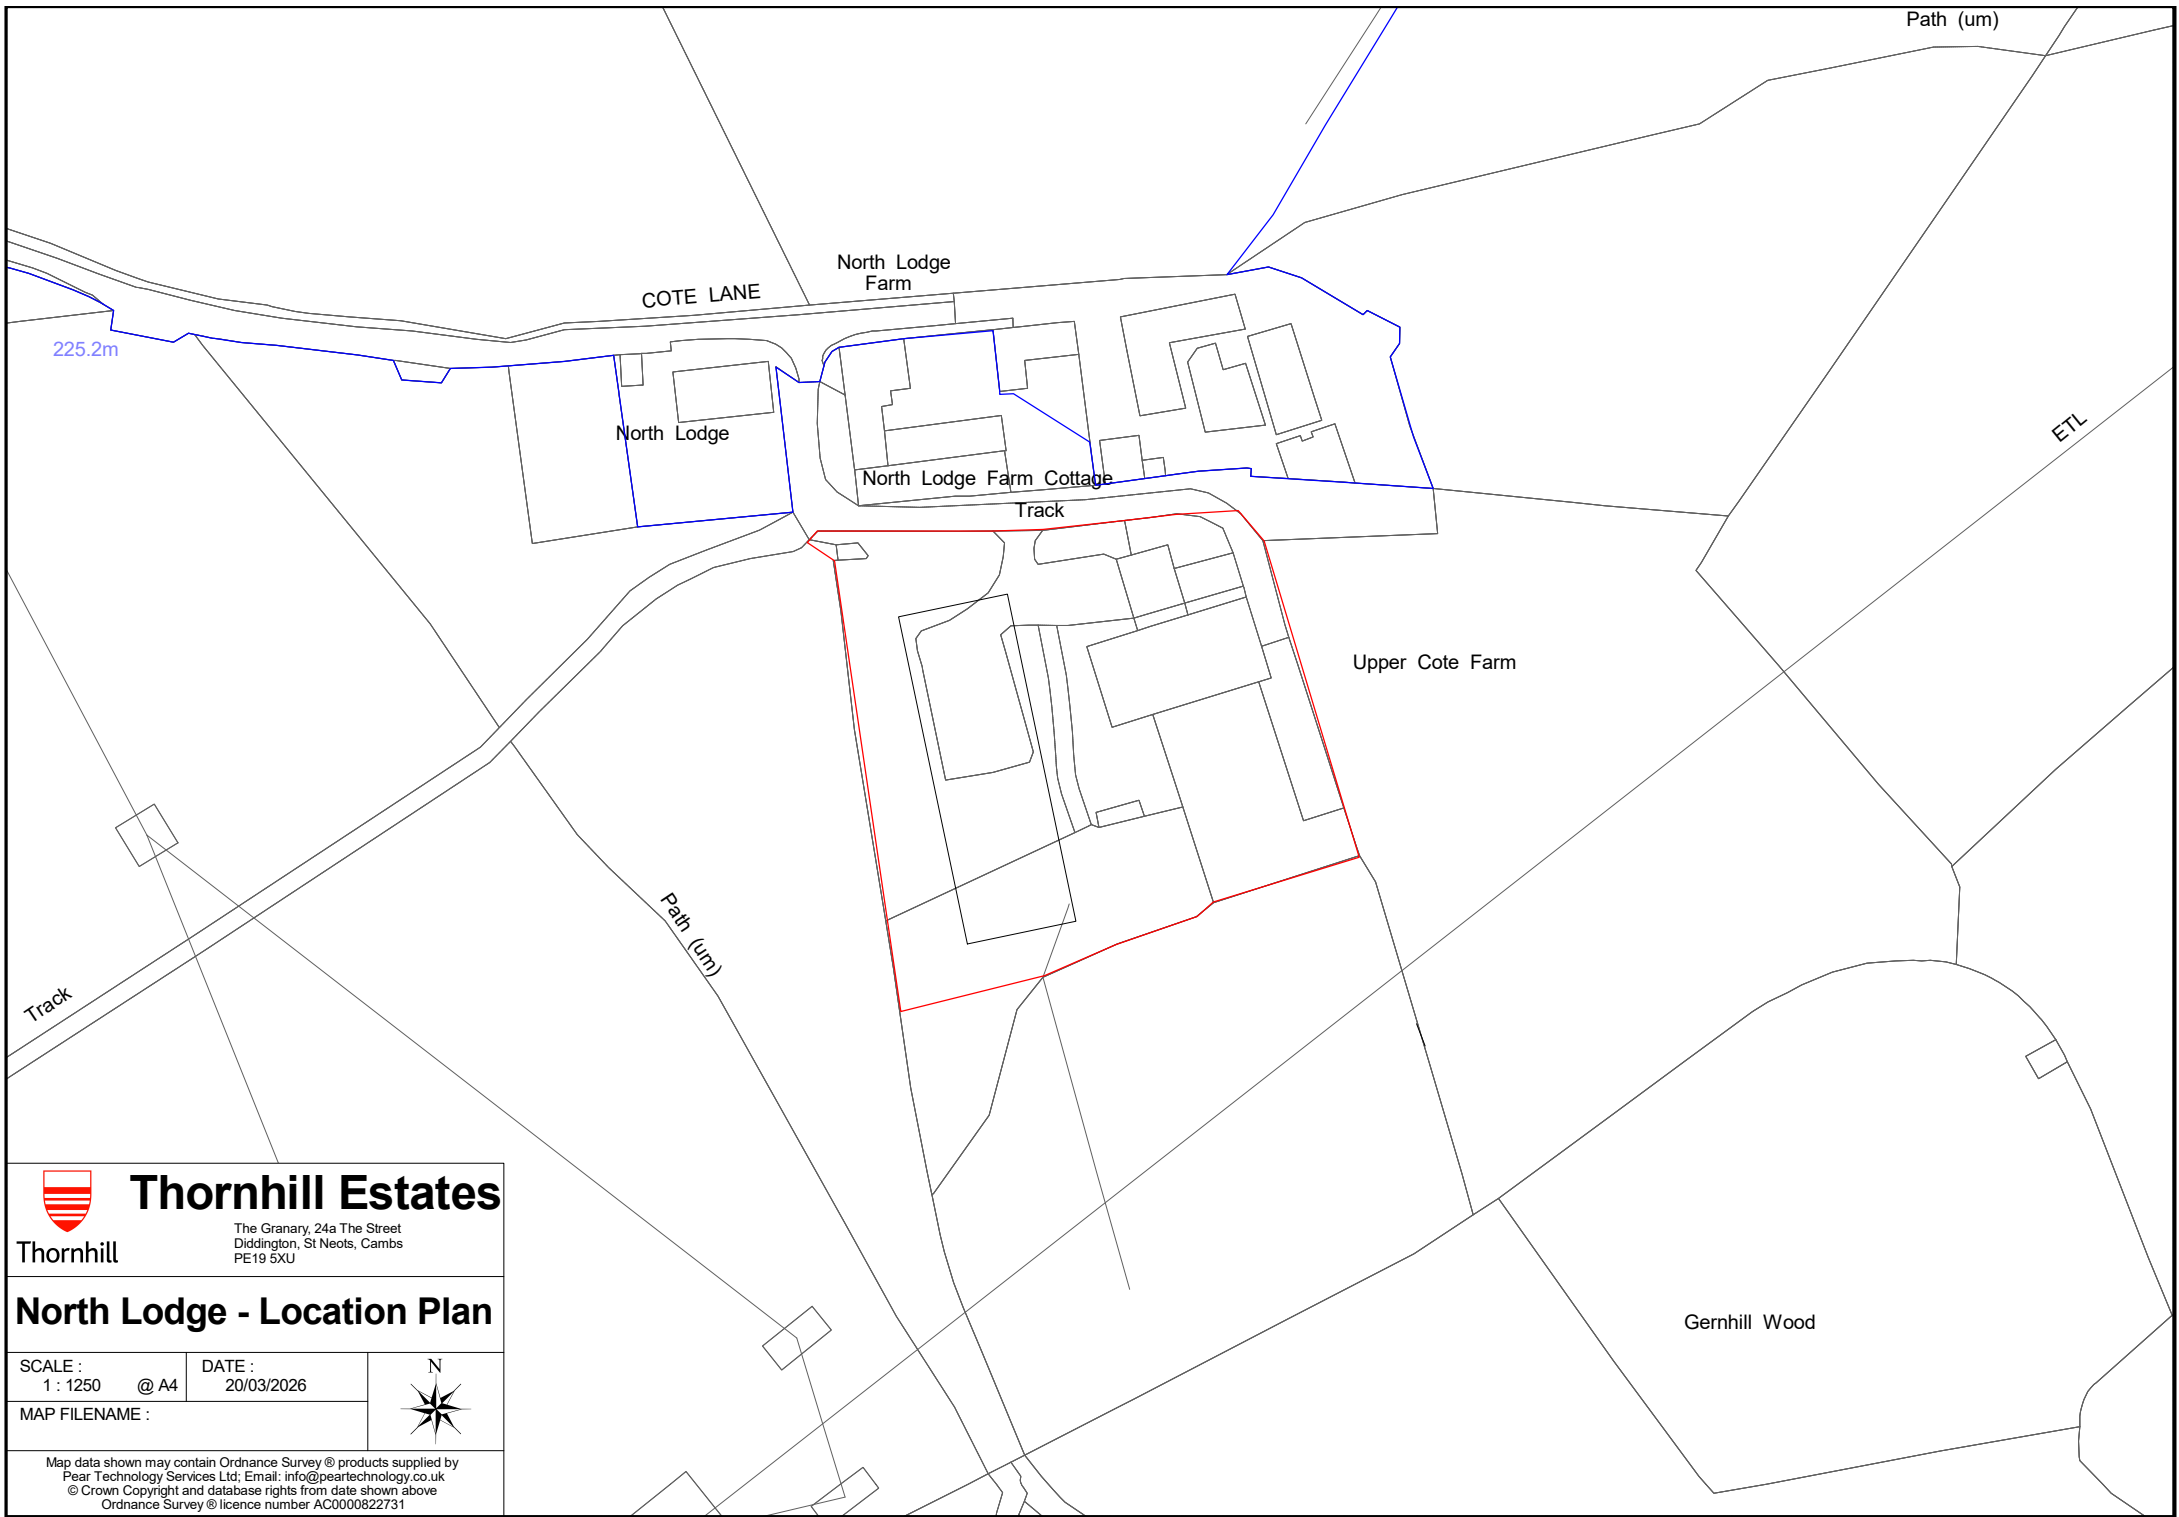 Path (um)
North Lodge
Farm
COTE LANE
225.2m
North Lodge
ETL
North Lodge Farm Cottage
Track
Upper Cote Farm
Path (um)
Track
Gernhill Wood
Thornhill
Thornhill Estates
The Granary, 24a The Street
Diddington, St Neots, Cambs
PE19 5XU
North Lodge - Location Plan
SCALE :
1 : 1250 @ A4
DATE :
20/03/2026
N
MAP FILENAME :
Map data shown may contain Ordnance Survey ® products supplied by
Pear Technology Services Ltd; Email: info@peartechnology.co.uk
© Crown Copyright and database rights from date shown above
Ordnance Survey ® licence number AC0000822731